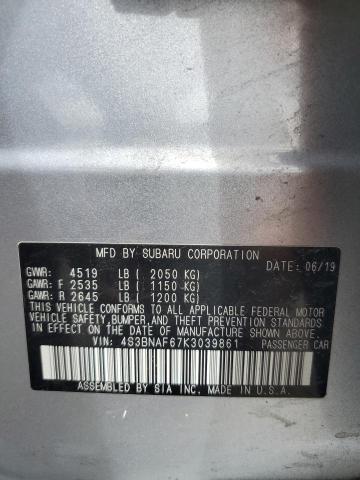 MFD BY SUBARU CORPORATION DATE: 06/19
GVWR: 4519 LB ( 2050 KG)
GAWR: F 2535 LB ( 1150 KG)
GAWR: R 2645 LB ( 1200 KG)
THIS VEHICLE CONFORMS TO ALL APPLICABLE FEDERAL MOTOR
VEHICLE SAFETY, BUMPER, AND THEFT PREVENTION STANDARDS
IN EFFECT ON THE DATE OF MANUFACTURE SHOWN ABOVE.
VIN: 4S3BNAF67K3039861 PASSENGER CAR
ASSEMBLED BY SIA INC. MADE IN U.S.A.